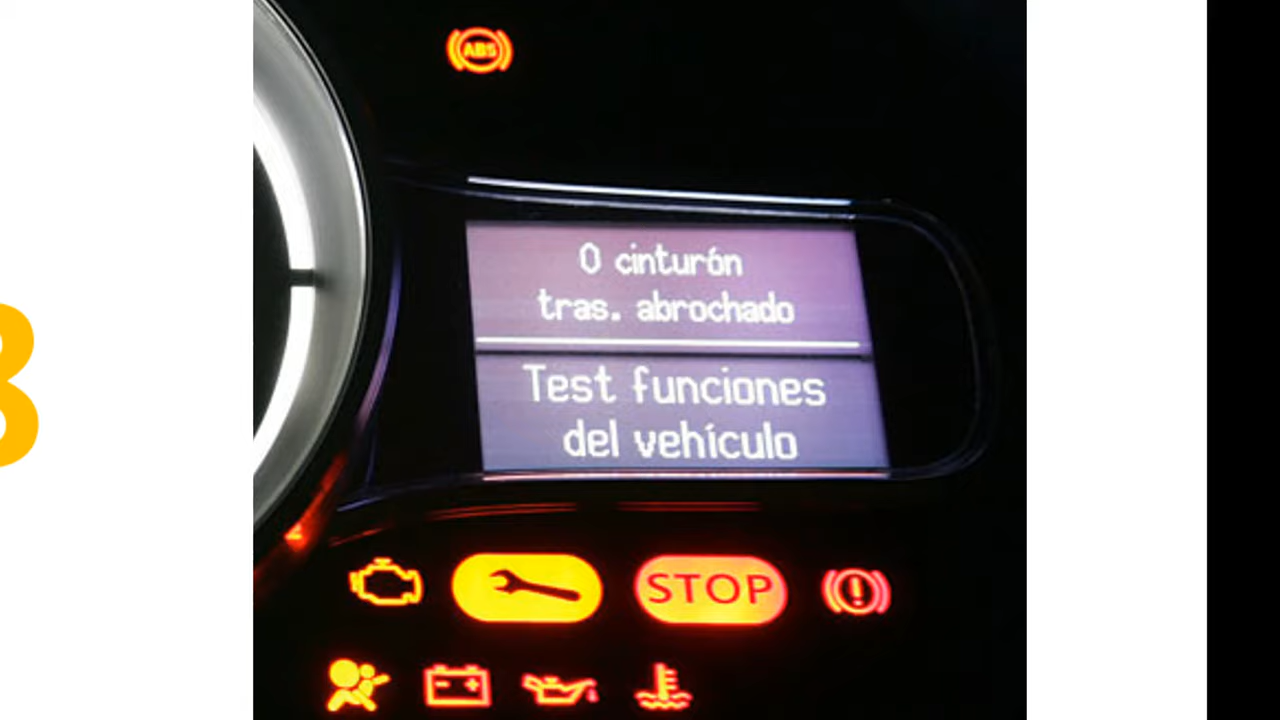 ABS
0 cinturón
tras. abrochado
Test funciones
del vehículo
STOP